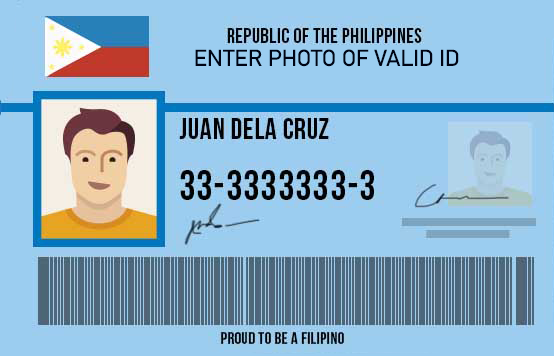 REPUBLIC OF THE PHILIPPINES
ENTER PHOTO OF VALID ID
JUAN DELA CRUZ
33-3333333-3
PROUD TO BE A FILIPINO